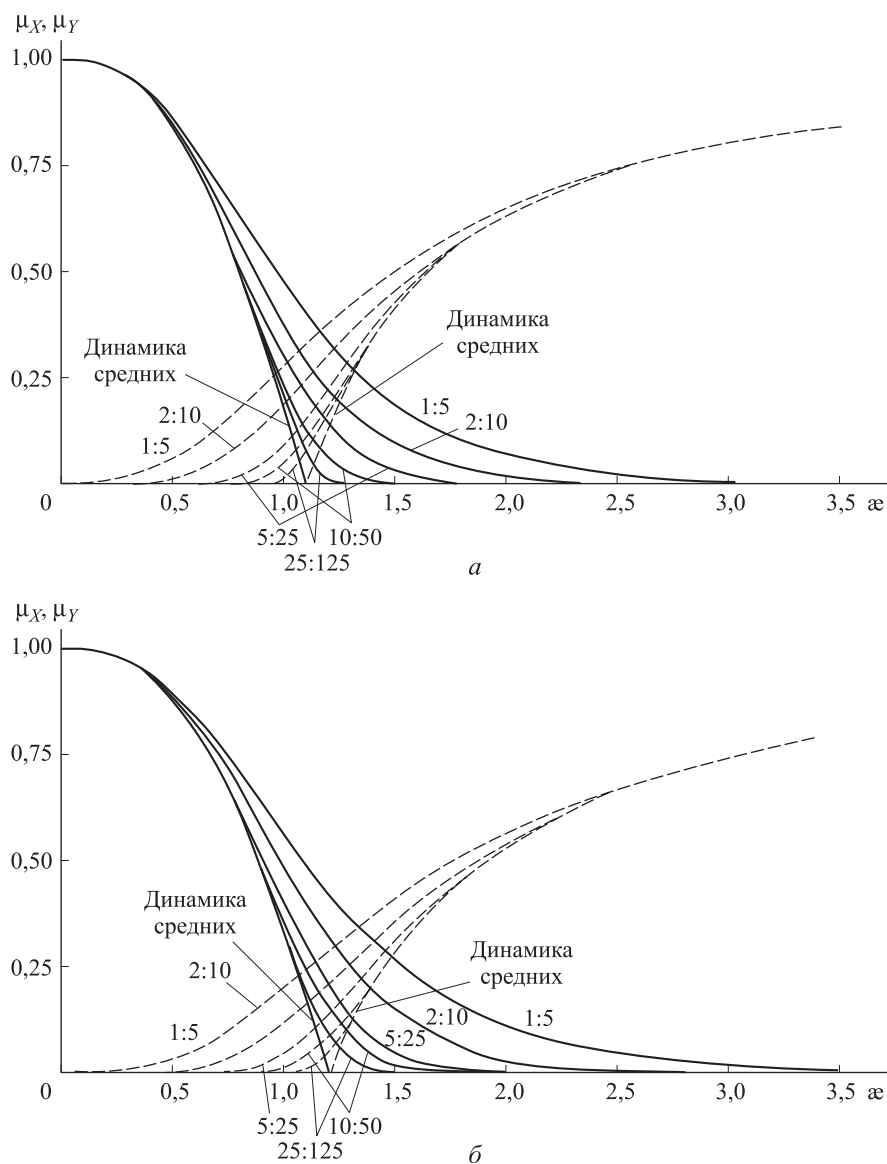 μX, μY
1,00
0,75
0,50
Динамика
средних
Динамика
средних
0,25
2:10
1:5
1:5
2:10
0
0,5
1,0
1,5
2,0
2,5
3,0
3,5
æ
5:25
10:50
25:125
а
μX, μY
1,00
0,75
0,50
Динамика
средних
Динамика
средних
0,25
2:10
1:5
2:10
1:5
5:25
0
0,5
1,0
1,5
2,0
2,5
3,0
3,5
æ
5:25
10:50
25:125
б